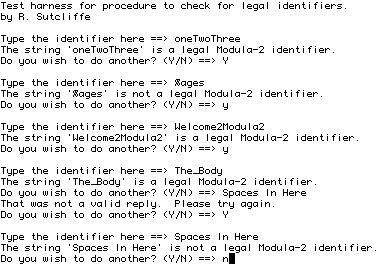 Test harness for procedure to check for legal identifiers.
by R. Sutcliffe
Type the identifier here ==> oneTwoThree
The string 'oneTwoThree' is a legal Modula-2 identifier.
Do you wish to do another? (Y/N) ==> Y
Type the identifier here ==> %ages
The string '%ages' is not a legal Modula-2 identifier.
Do you wish to do another? (Y/N) ==> y
Type the identifier here ==> Welcome2Modula2
The string 'Welcome2Modula2' is a legal Modula-2 identifier.
Do you wish to do another? (Y/N) ==> y
Type the identifier here ==> The_Body
The string 'The_Body' is a legal Modula-2 identifier.
Do you wish to do another? (Y/N) ==> Spaces In Here
That was not a valid reply.  Please try again.
Do you wish to do another? (Y/N) ==> Y
Type the identifier here ==> Spaces In Here
The string 'Spaces In Here' is not a legal Modula-2 identifier.
Do you wish to do another? (Y/N) ==> n